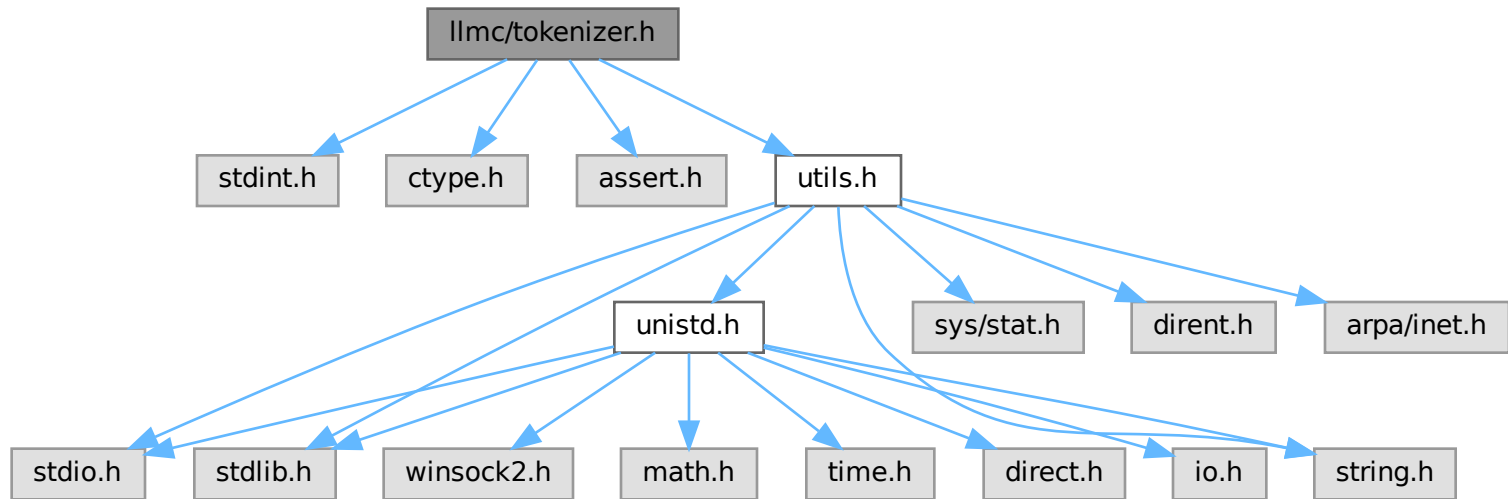 llmc/tokenizer.h
stdint.h
ctype.h
assert.h
utils.h
unistd.h
sys/stat.h
dirent.h
arpa/inet.h
stdio.h
stdlib.h
winsock2.h
math.h
time.h
direct.h
io.h
string.h